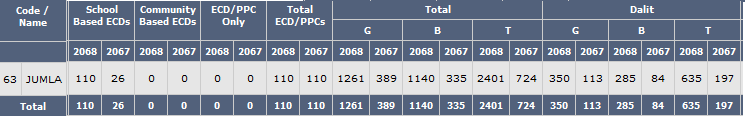 Code / Name School Based ECDs Community Based ECDs ECD/PPC Only Total ECD/PPCs Total Dalit
G B T G B T
2068 2067 2068 2067 2068 2067 2068 2067 2068 2067 2068 2067 2068 2067 2068 2067 2068 2067 2068 2067
63 JUMLA 110 26 0 0 0 0 110 110 1261 389 1140 335 2401 724 350 113 285 84 635 197
Total 110 26 0 0 0 0 110 110 1261 389 1140 335 2401 724 350 113 285 84 635 197